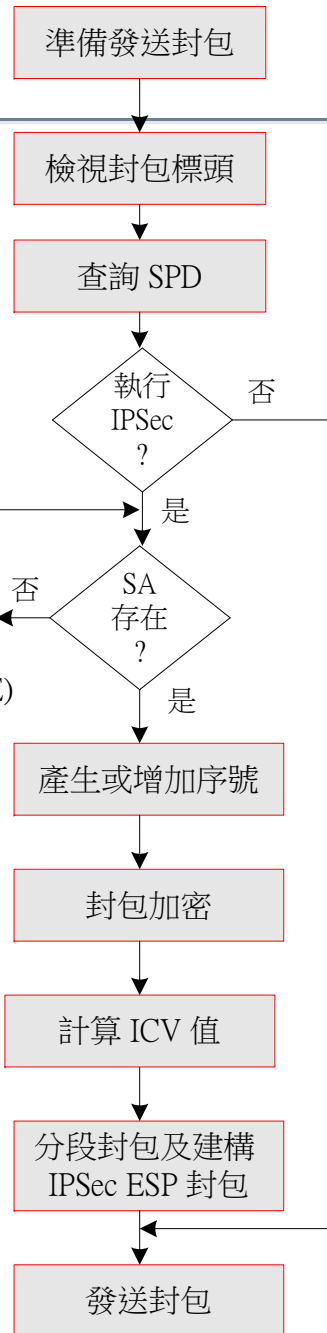 準備發送封包
檢視封包標頭
查詢 SPD
執行
IPSec
?
否
是
SA
存在
?
否
E)
是
產生或增加序號
封包加密
計算 ICV 值
分段封包及建構
IPSec ESP 封包
發送封包